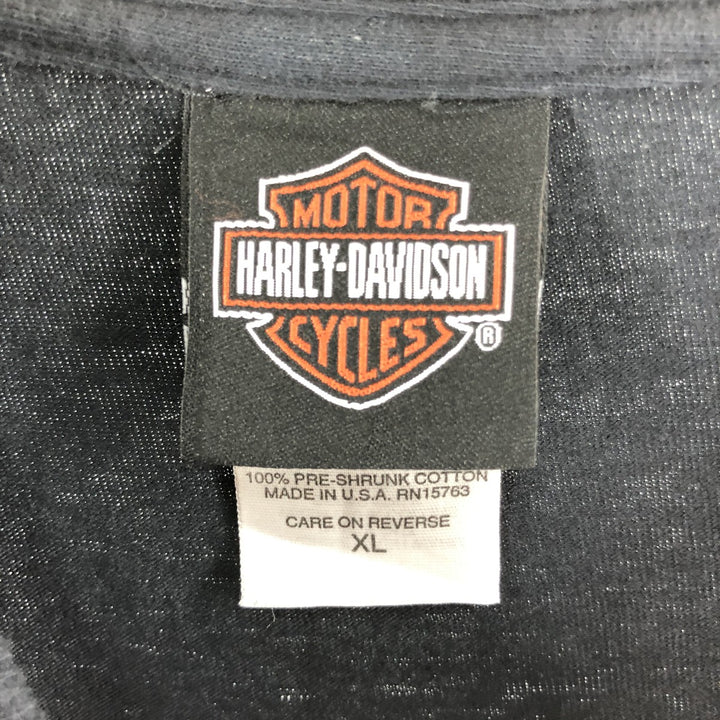 MOTOR
HARLEY-DAVIDSON
CYCLES
®
100% PRE-SHRUNK COTTON
MADE IN U.S.A. RN15763
CARE ON REVERSE
XL